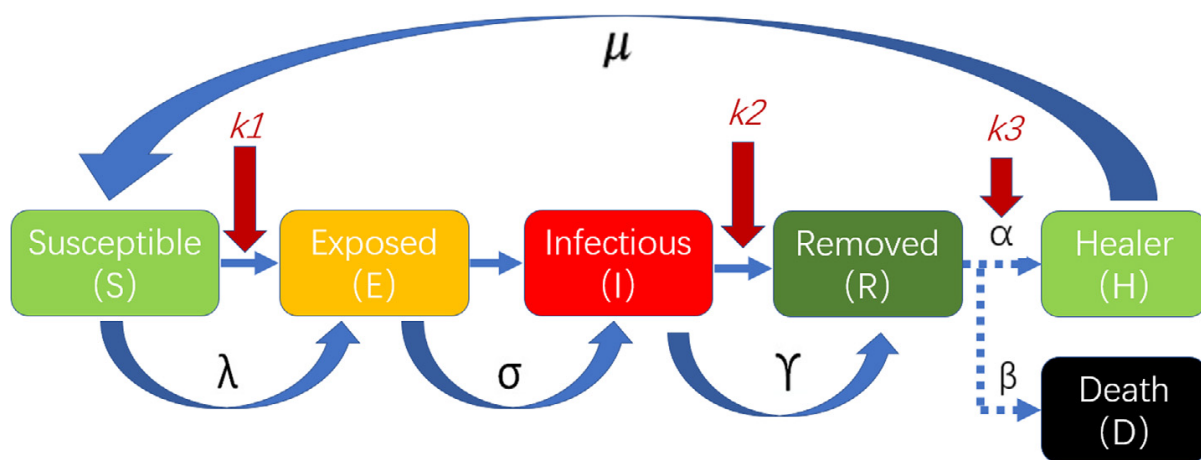 μ
k1
k2
k3
Susceptible
(S)
Exposed
(E)
Infectious
(I)
Removed
(R)
α
Healer
(H)
λ
σ
γ
β
Death
(D)